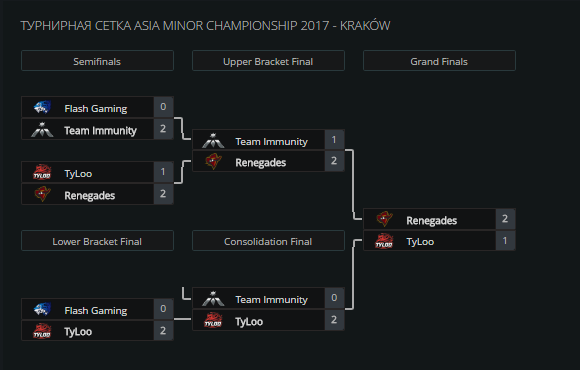 ТУРНИРНАЯ СЕТКА ASIA MINOR CHAMPIONSHIP 2017 - KRAKÓW
Semifinals Upper Bracket Final Grand Finals
Flash Gaming 0
Team Immunity 2
Team Immunity 1
Renegades 2
TyLoo 1
Renegades 2
Renegades 2
TyLoo 1
Lower Bracket Final Consolidation Final
Team Immunity 0
TyLoo 2
Flash Gaming 0
TyLoo 2